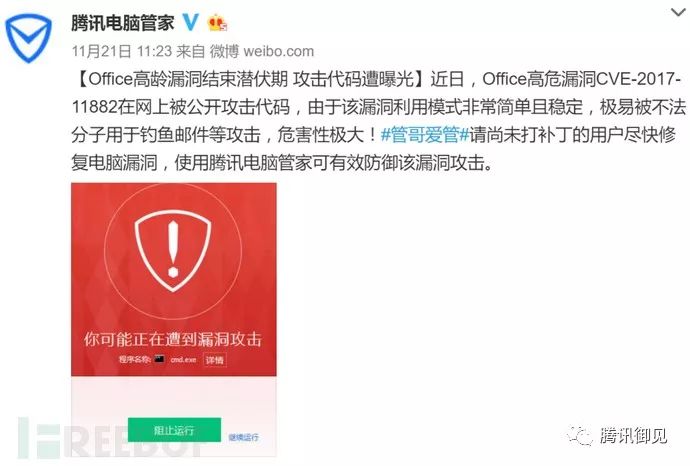 腾讯电脑管家
11月21日 11:23 来自 微博 weibo.com
【Office高龄漏洞结束潜伏期 攻击代码遭曝光】近日，Office高危漏洞CVE-2017-
11882在网上被公开攻击代码，由于该漏洞利用模式非常简单且稳定，极易被不法
分子用于钓鱼邮件等攻击，危害性极大！#管哥爱管#请尚未打补丁的用户尽快修
复电脑漏洞，使用腾讯电脑管家可有效防御该漏洞攻击。
你可能正在遭到漏洞攻击
程序名称: cmd.exe 详情
阻止运行
继续运行
FREEBUF
腾讯御见